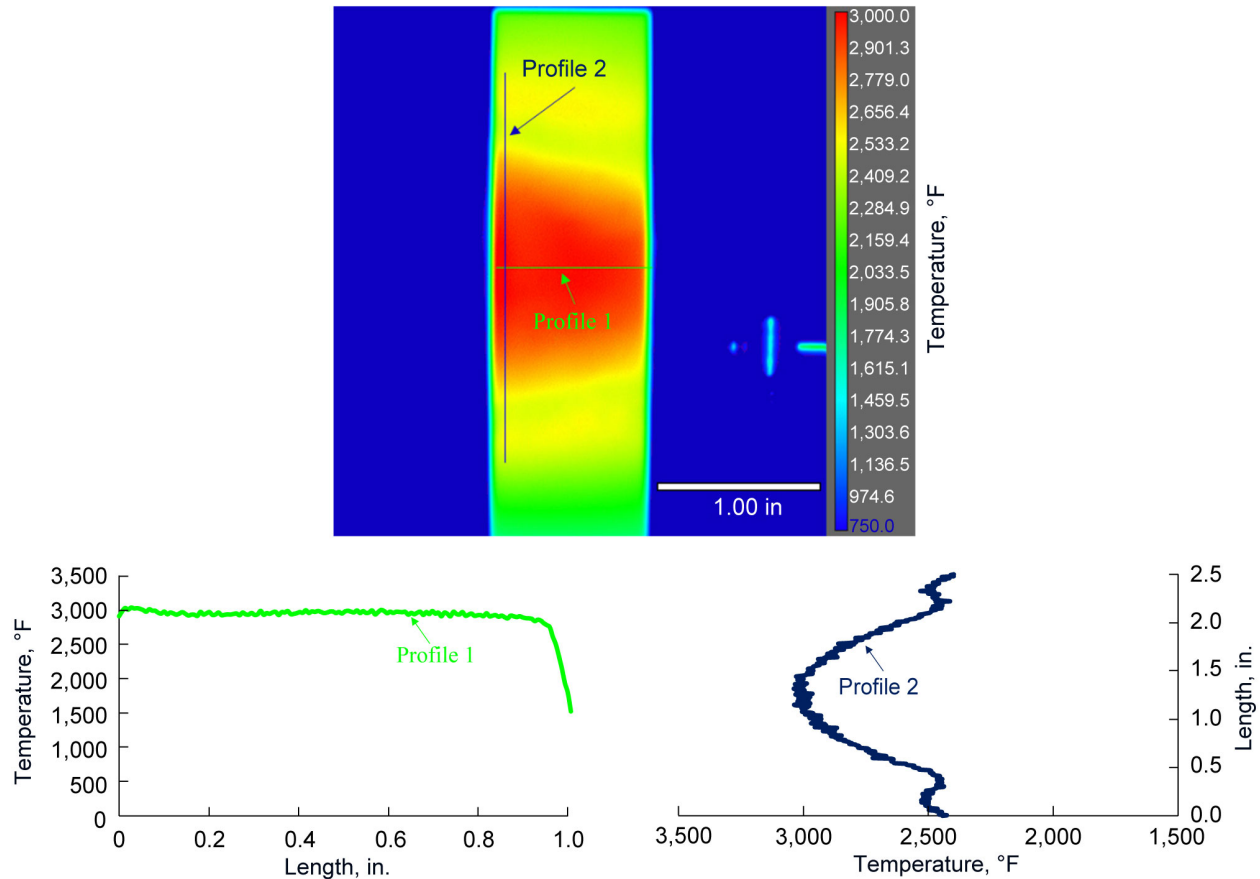 Profile 2
Profile 1
1.00 in
3,000.0
2,901.3
2,779.0
2,656.4
2,533.2
2,409.2
2,284.9
2,159.4
2,033.5
1,905.8
1,774.3
1,615.1
1,459.5
1,303.6
1,136.5
974.6
750.0
Temperature, °F
3,500
3,000
2,500
2,000
1,500
1,000
500
0
Temperature, °F
Profile 1
0 0.2 0.4 0.6 0.8 1.0
Length, in.
Profile 2
2.5
2.0
1.5
1.0
0.5
0.0
Length, in.
3,500 3,000 2,500 2,000 1,500
Temperature, °F